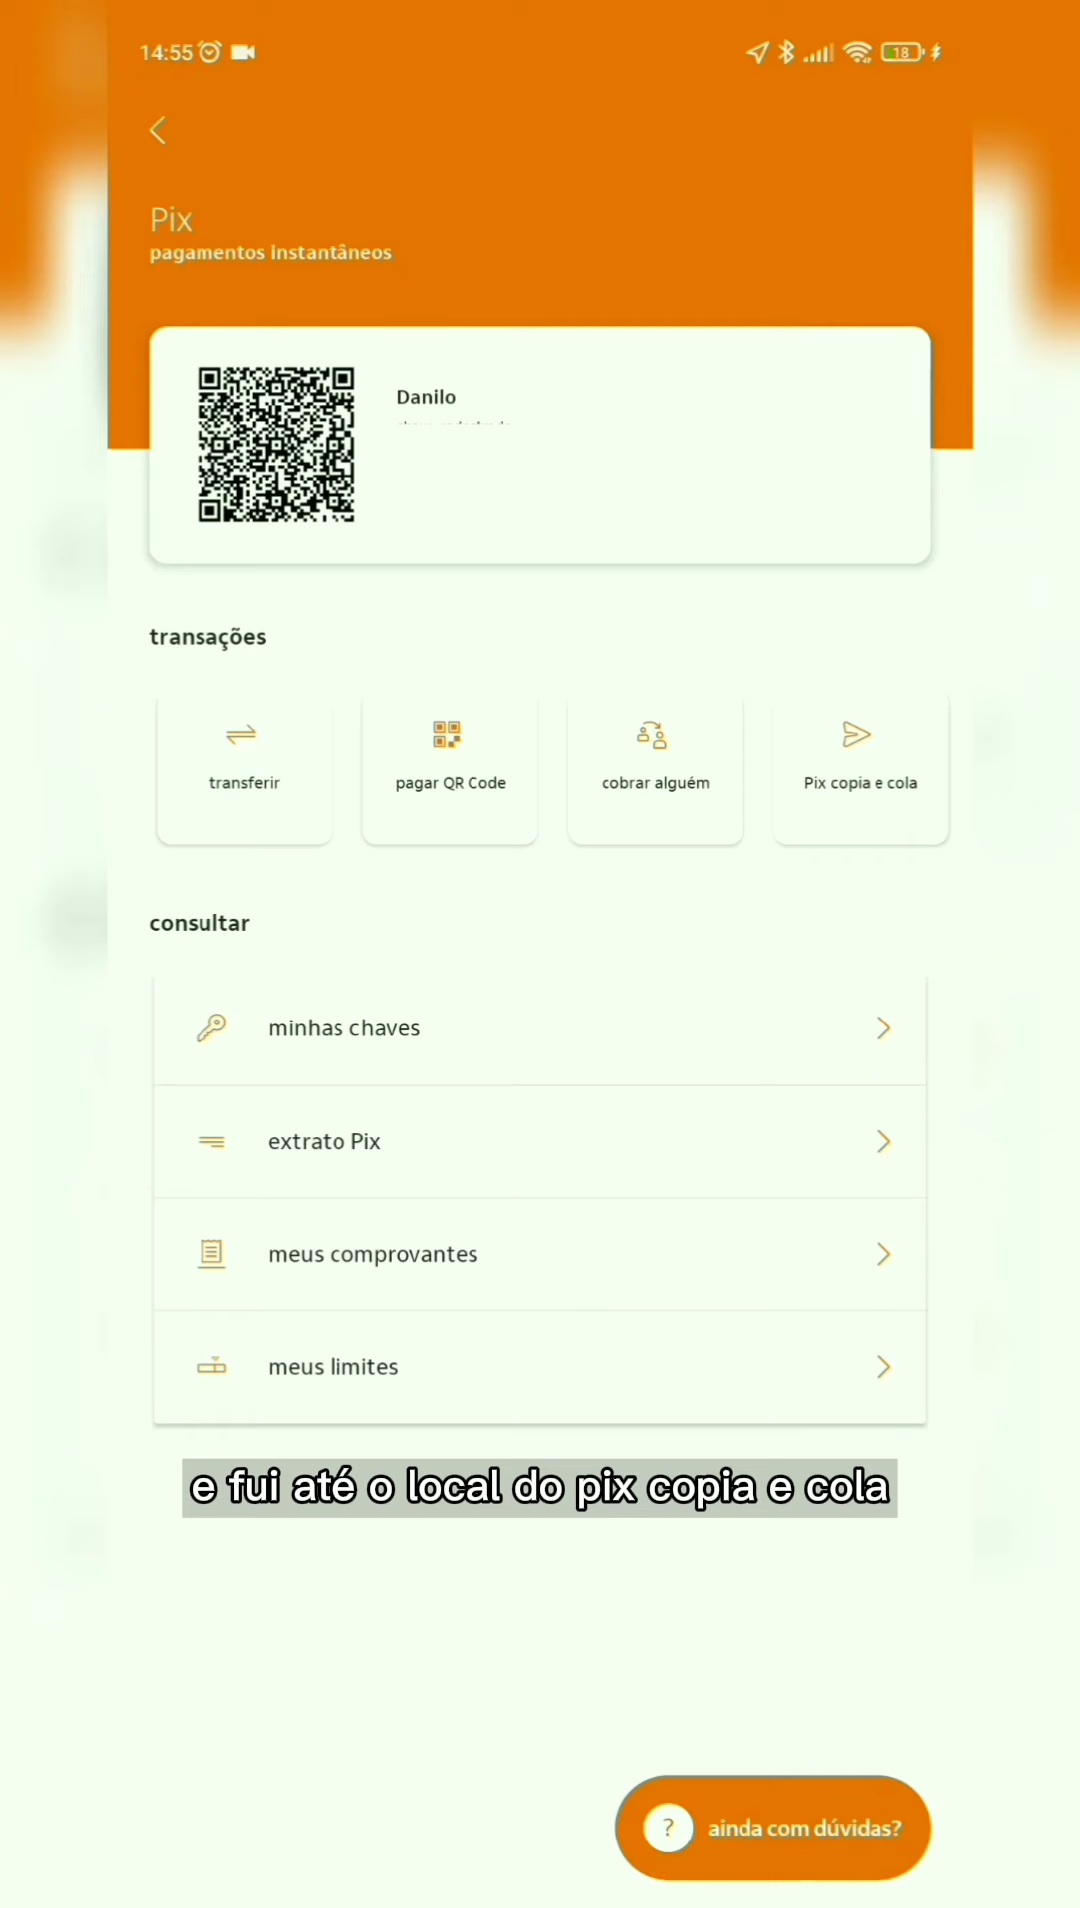 14:55
18
Pix
pagamentos instantâneos
Danilo
transações
transferir
pagar QR Code
cobrar alguém
Pix copia e cola
consultar
minhas chaves
extrato Pix
meus comprovantes
meus limites
e fui até o local do pix copia e cola
? ainda com dúvidas?